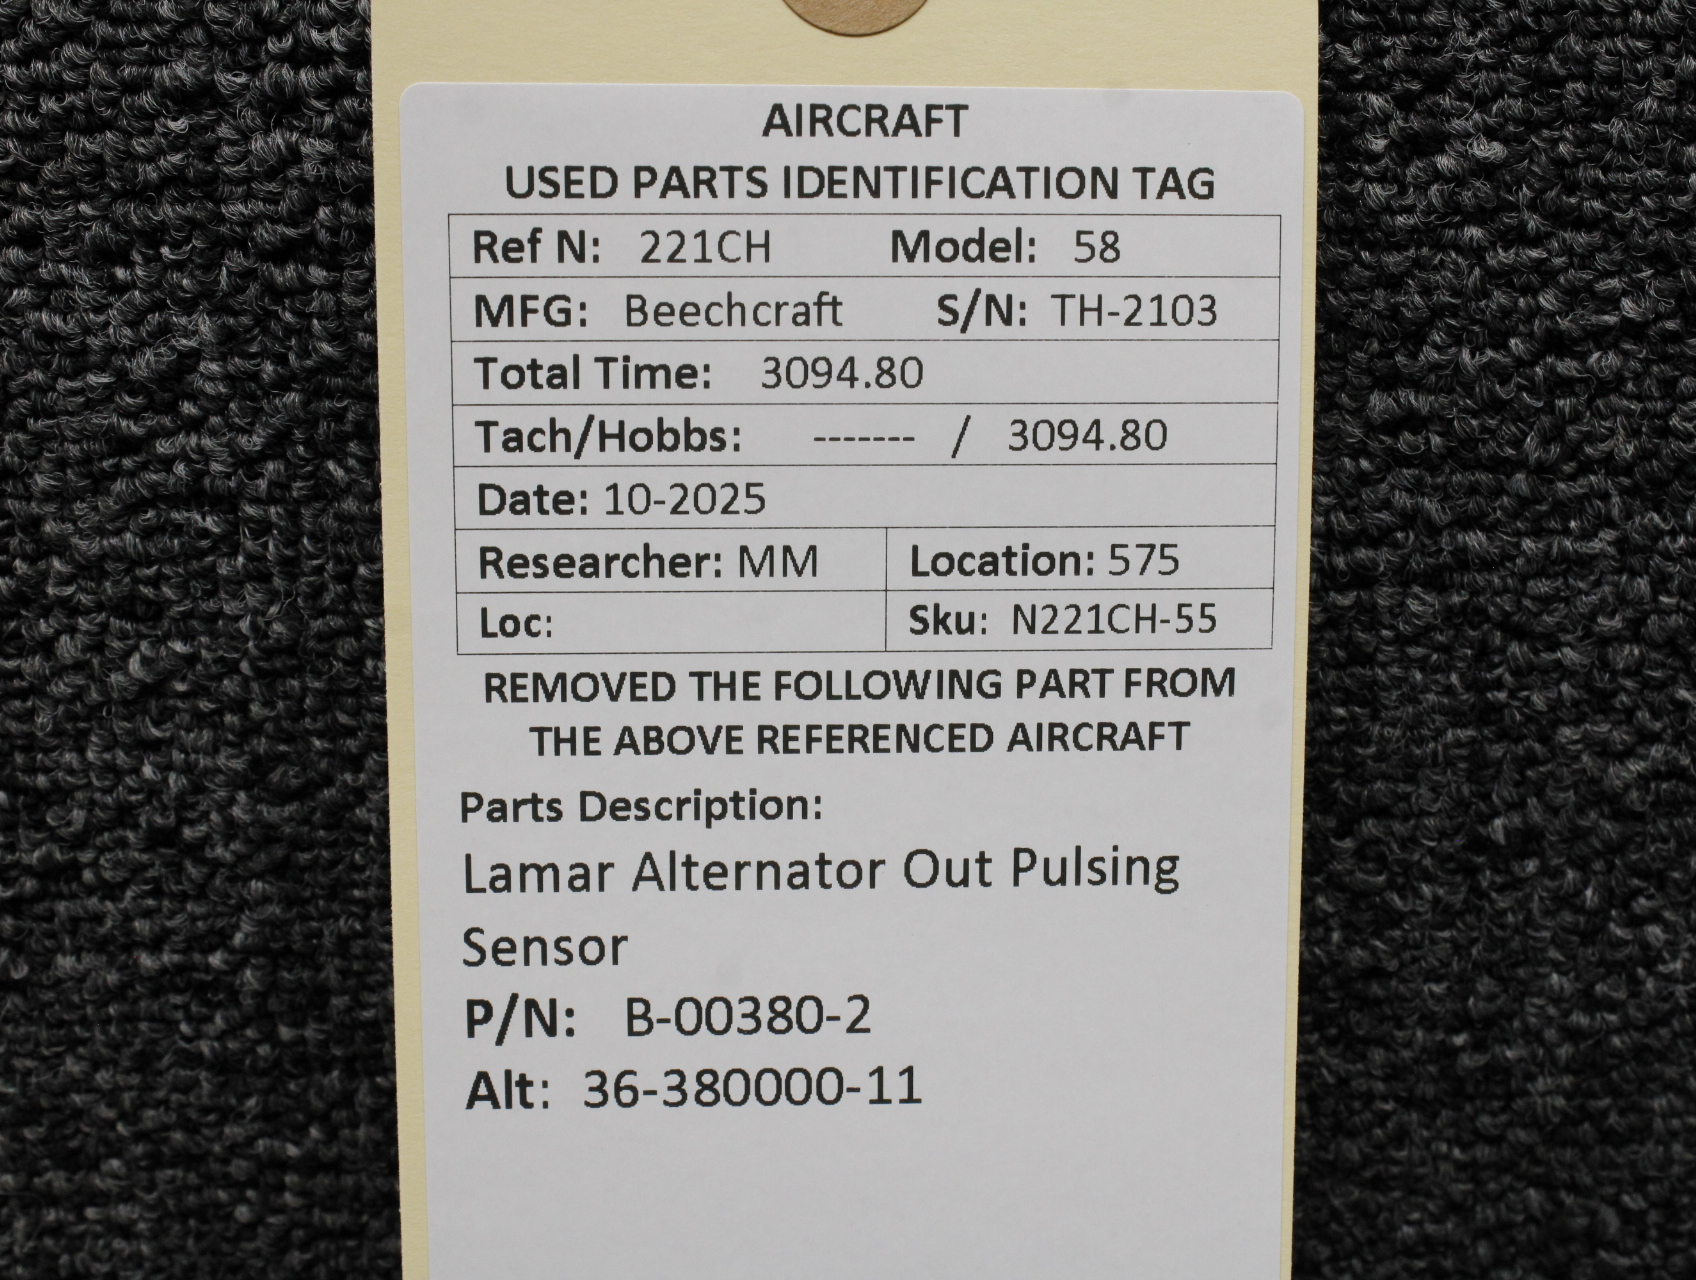 AIRCRAFT
USED PARTS IDENTIFICATION TAG
Ref N: 221CH Model: 58
MFG: Beechcraft S/N: TH-2103
Total Time: 3094.80
Tach/Hobbs: ------- / 3094.80
Date: 10-2025
Researcher: MM Location: 575
Loc: Sku: N221CH-55
REMOVED THE FOLLOWING PART FROM
THE ABOVE REFERENCED AIRCRAFT
Parts Description:
Lamar Alternator Out Pulsing
Sensor
P/N: B-00380-2
Alt: 36-380000-11